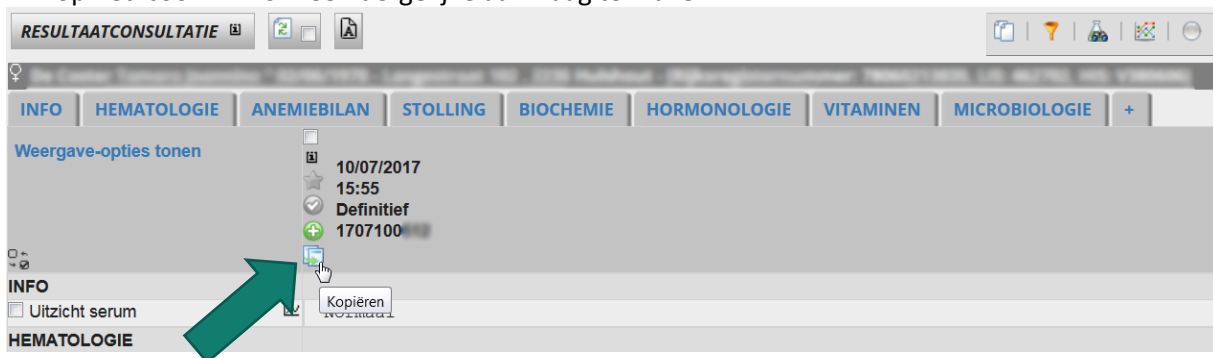 RESULTAATCONSULTATIE
INFO HEMATOLOGIE ANEMIEBILAN STOLLING BIOCHEMIE HORMONOLOGIE VITAMINEN MICROBIOLOGIE +
Weergave-opties tonen
10/07/2017
15:55
Definitief
1707100
INFO
Kopiëren
Uitzicht serum Normaal
HEMATOLOGIE